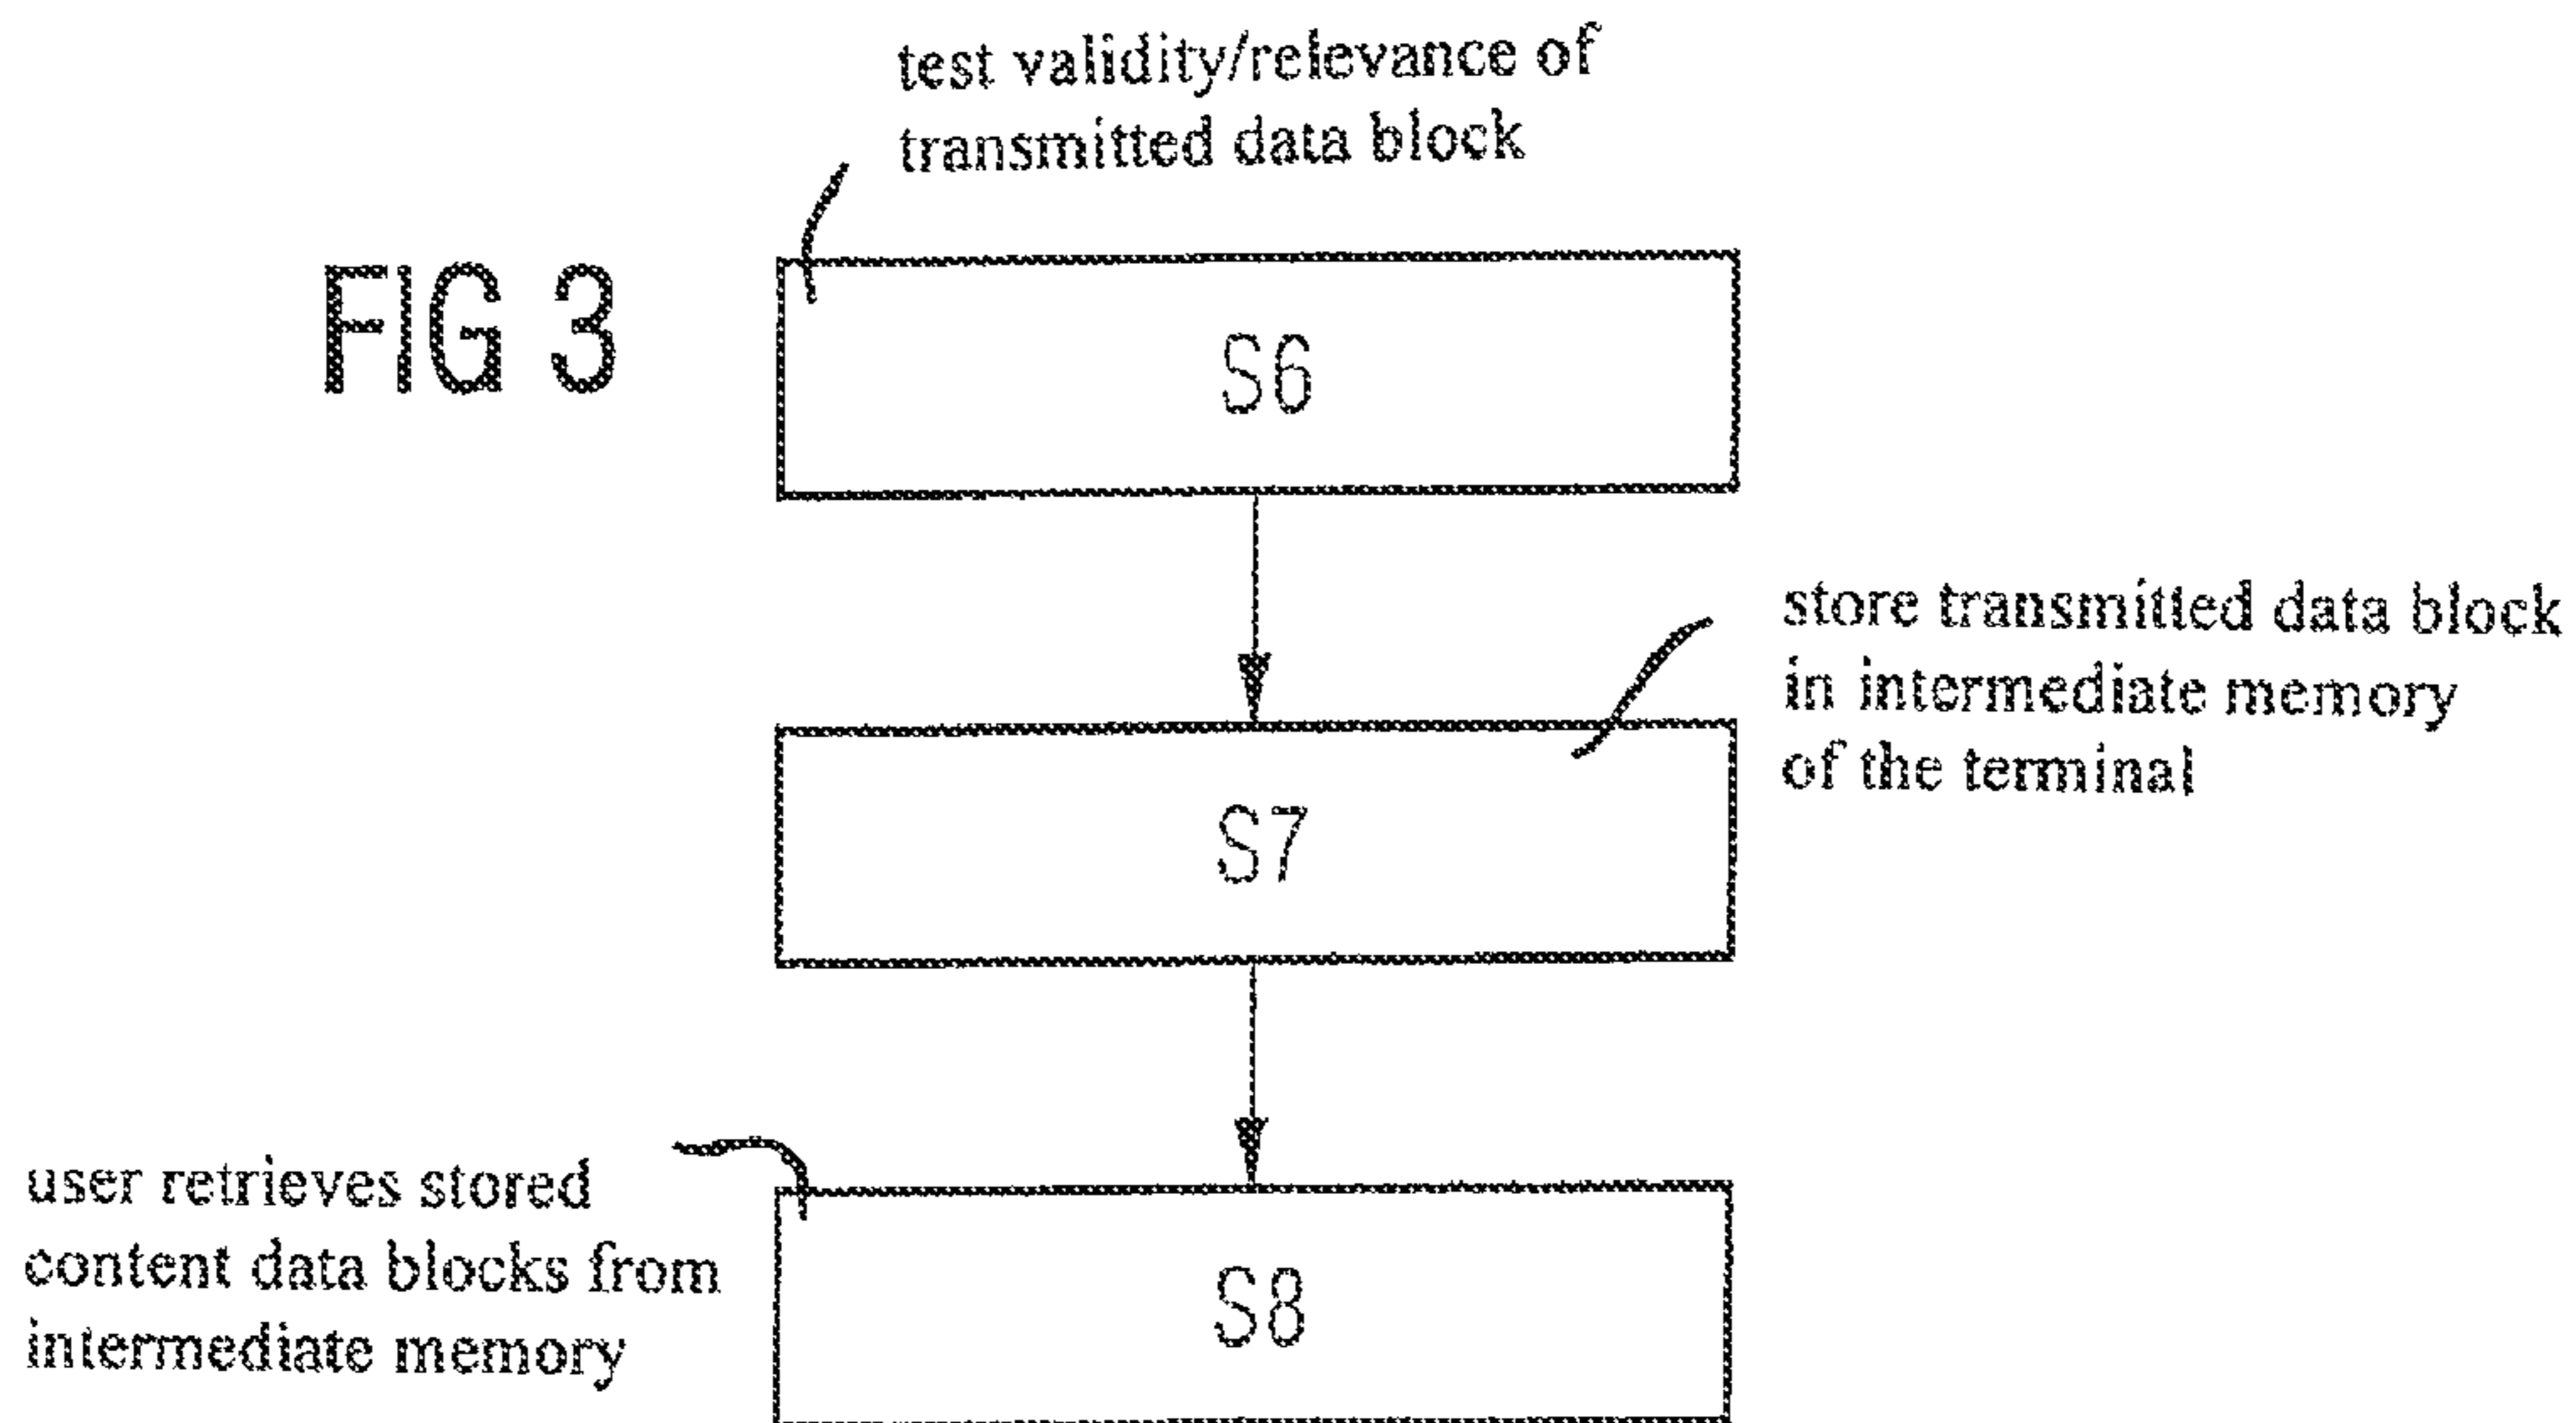 test validity/relevance of
transmitted data block
FIG 3
S6
store transmitted data block
in intermediate memory
of the terminal
S7
user retrieves stored
content data blocks from
intermediate memory
S8